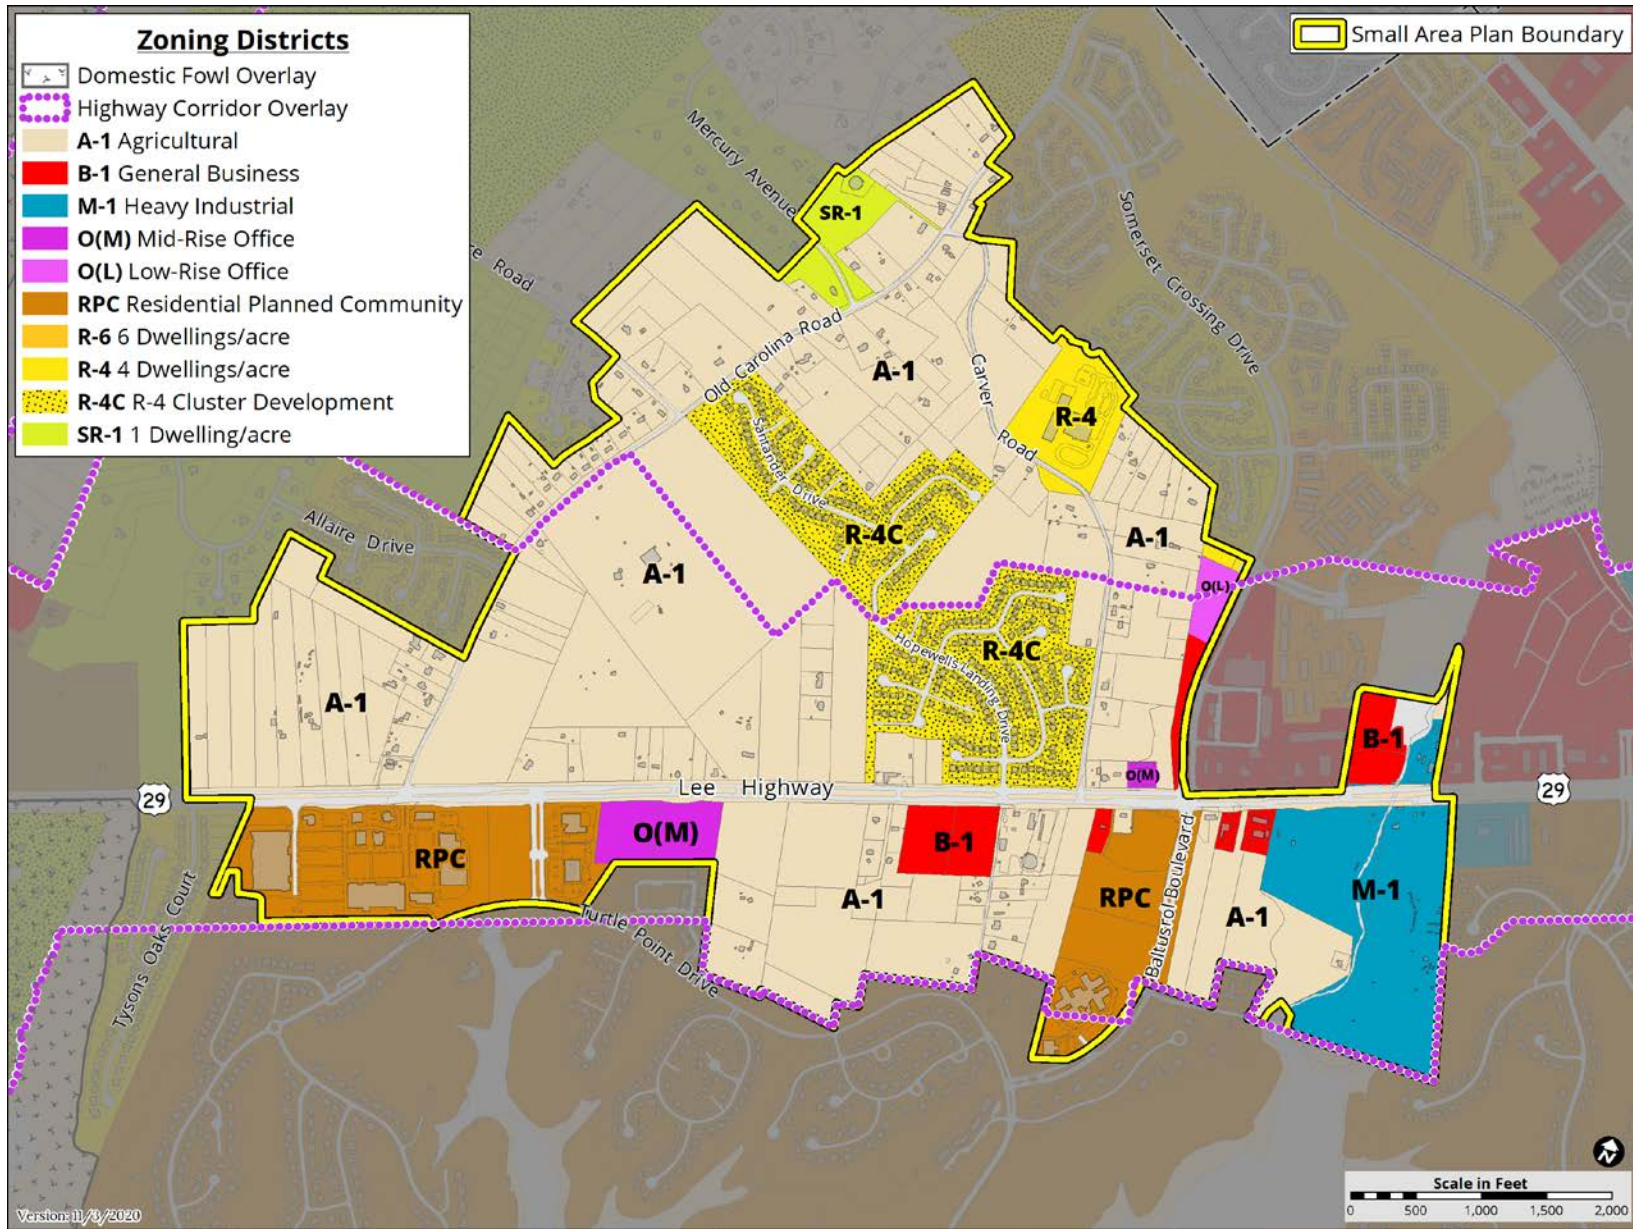 Zoning Districts
Domestic Fowl Overlay
Highway Corridor Overlay
A-1 Agricultural
B-1 General Business
M-1 Heavy Industrial
O(M) Mid-Rise Office
O(L) Low-Rise Office
RPC Residential Planned Community
R-6 6 Dwellings/acre
R-4 4 Dwellings/acre
R-4C R-4 Cluster Development
SR-1 1 Dwelling/acre
Small Area Plan Boundary
Mercury Avenue
SR-1
Somerset Crossing Drive
Road
Old Carolina Road
A-1
Garver
Road
R-4
Santander Drive
R-4C
A-1
Allaire Drive
A-1
O(L)
Hopewells Landing Drive
R-4C
A-1
B-1
O(M)
Lee Highway
29
29
RPC
O(M)
B-1
A-1
RPC
Baltusrol Boulevard
A-1
M-1
Tysons Oaks Court
Turtle Point Drive
N
Scale in Feet
0 500 1,000 1,500 2,000
Version: 11/3/2020